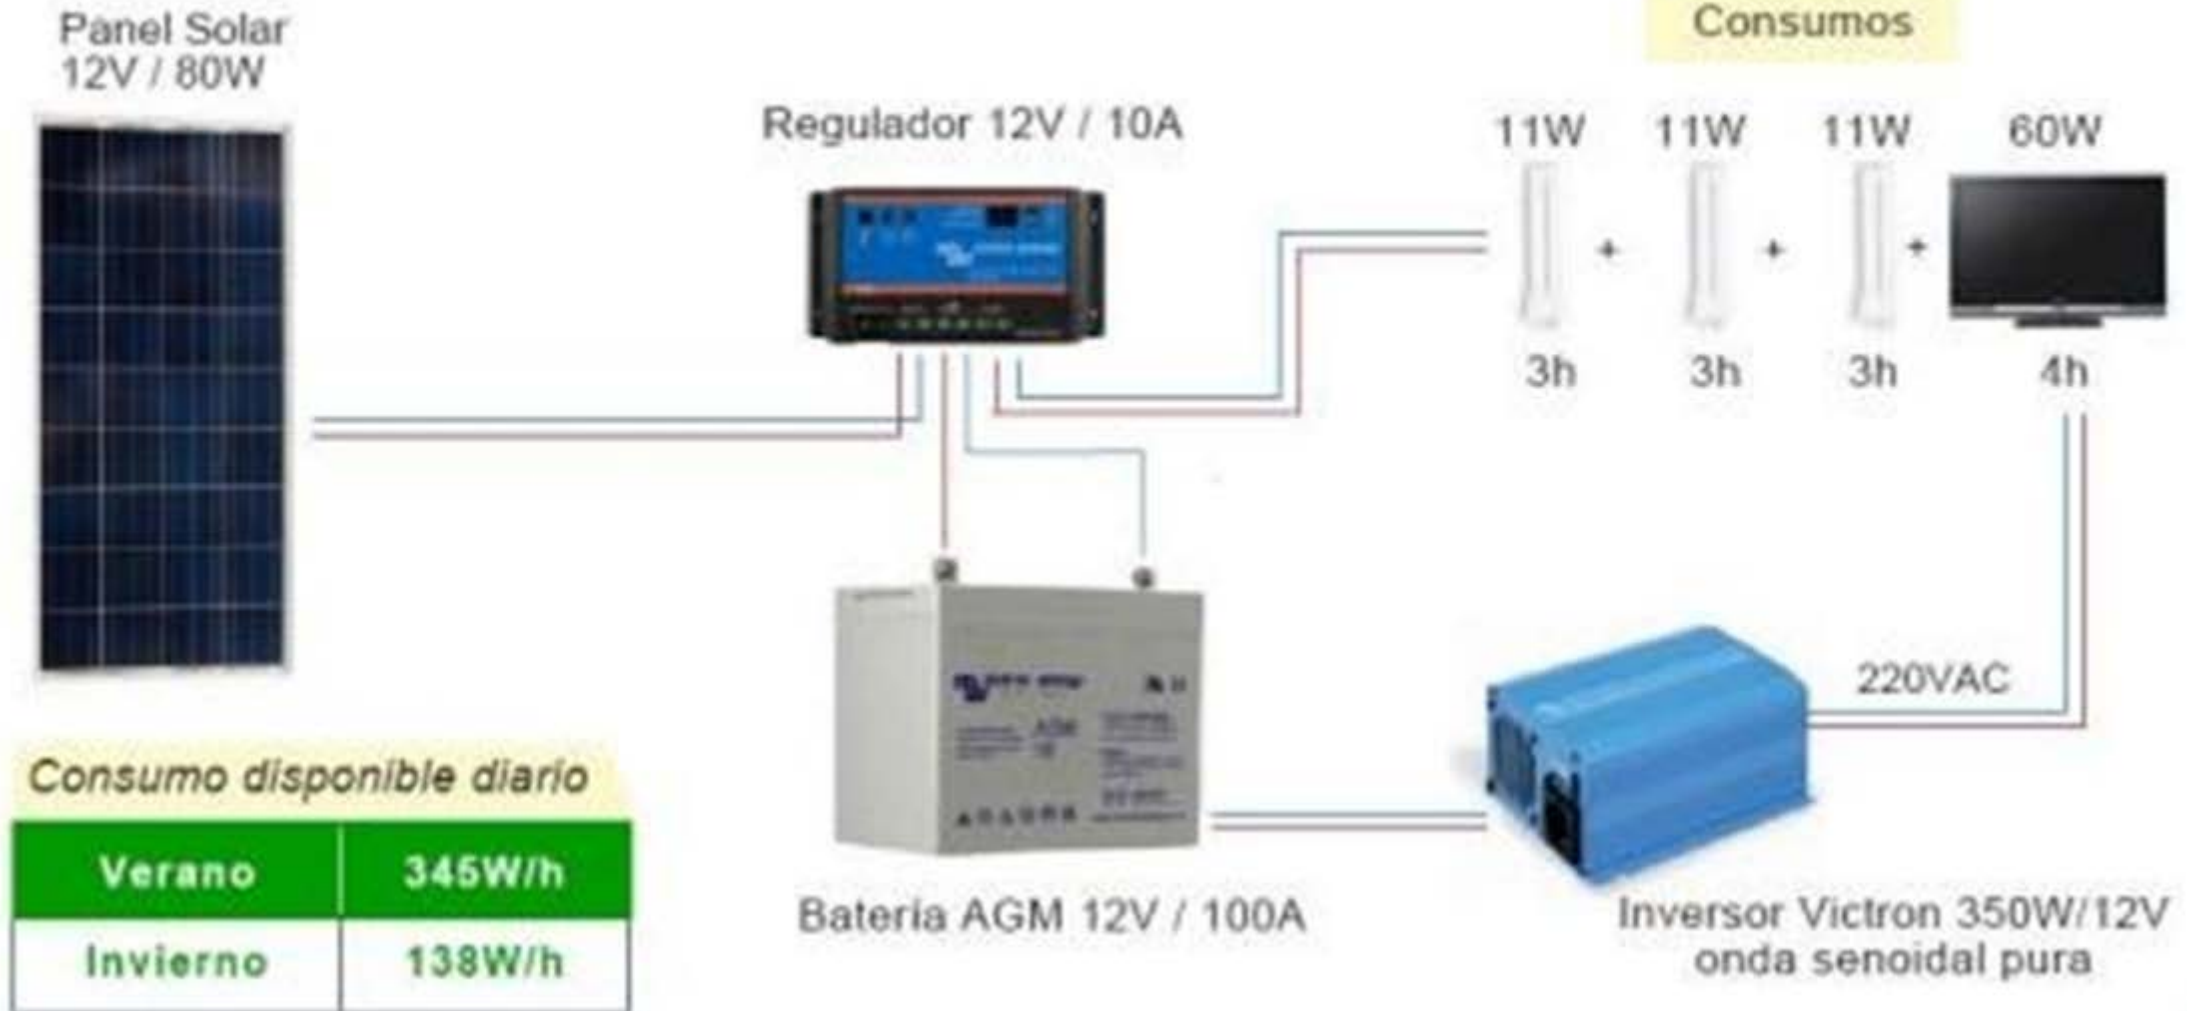 Panel Solar
12V / 80W
Regulador 12V / 10A
Consumos
11W
11W
11W
60W
+
+
+
3h
3h
3h
4h
220VAC
Consumo disponible diario
Verano
345W/h
Invierno
138W/h
Batería AGM 12V / 100A
Inversor Victron 350W/12V
onda senoidal pura